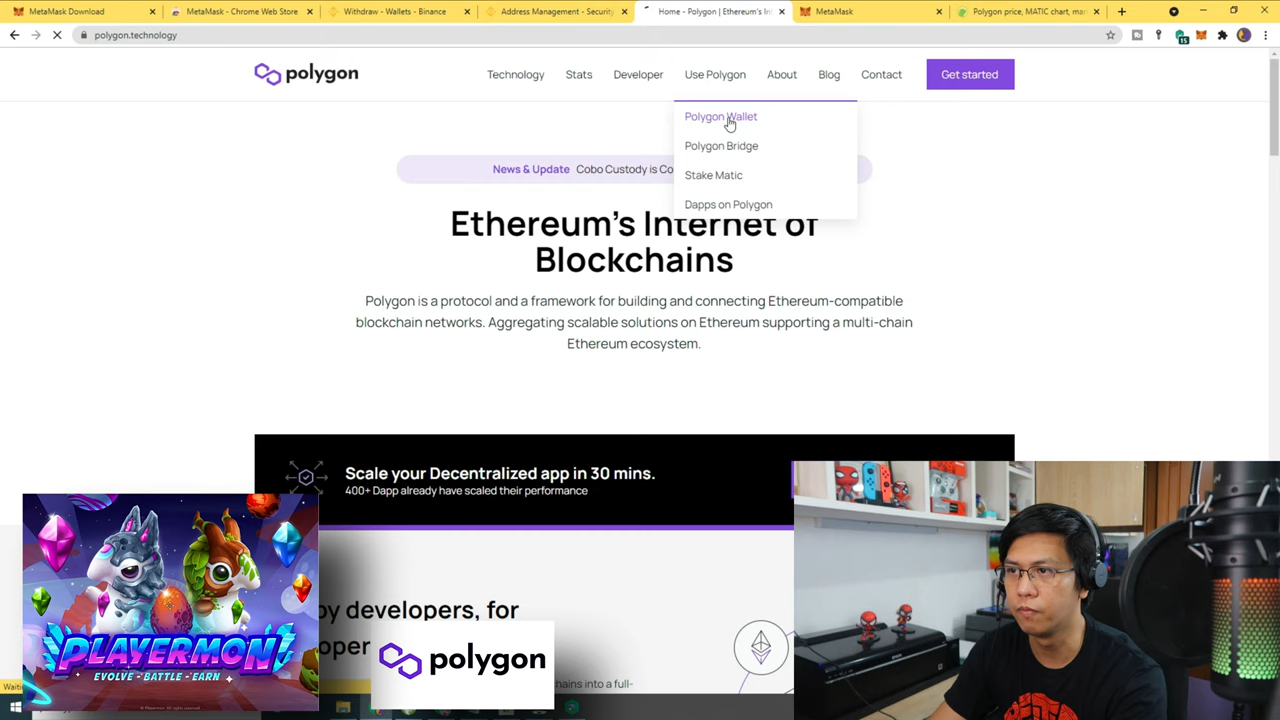 MetaMask Download
MetaMask - Chrome Web Store
Withdraw - Wallets - Binance
Address Management - Security
Home - Polygon | Ethereum's In
MetaMask
Polygon price, MATIC chart, ma
polygon.technology
15
polygon
Technology
Stats
Developer
Use Polygon
About
Blog
Contact
Get started
Polygon Wallet
Polygon Bridge
Stake Matic
Dapps on Polygon
News & Update Cobo Custody is Co
Ethereum's Internet of
Blockchains
Polygon is a protocol and a framework for building and connecting Ethereum-compatible
blockchain networks. Aggregating scalable solutions on Ethereum supporting a multi-chain
Ethereum ecosystem.
Scale your Decentralized app in 30 mins.
400+ Dapp already have scaled their performance
by developers, for
PLAYERMON
EVOLVE - BATTLE - EARN
polygon
chains into a full-